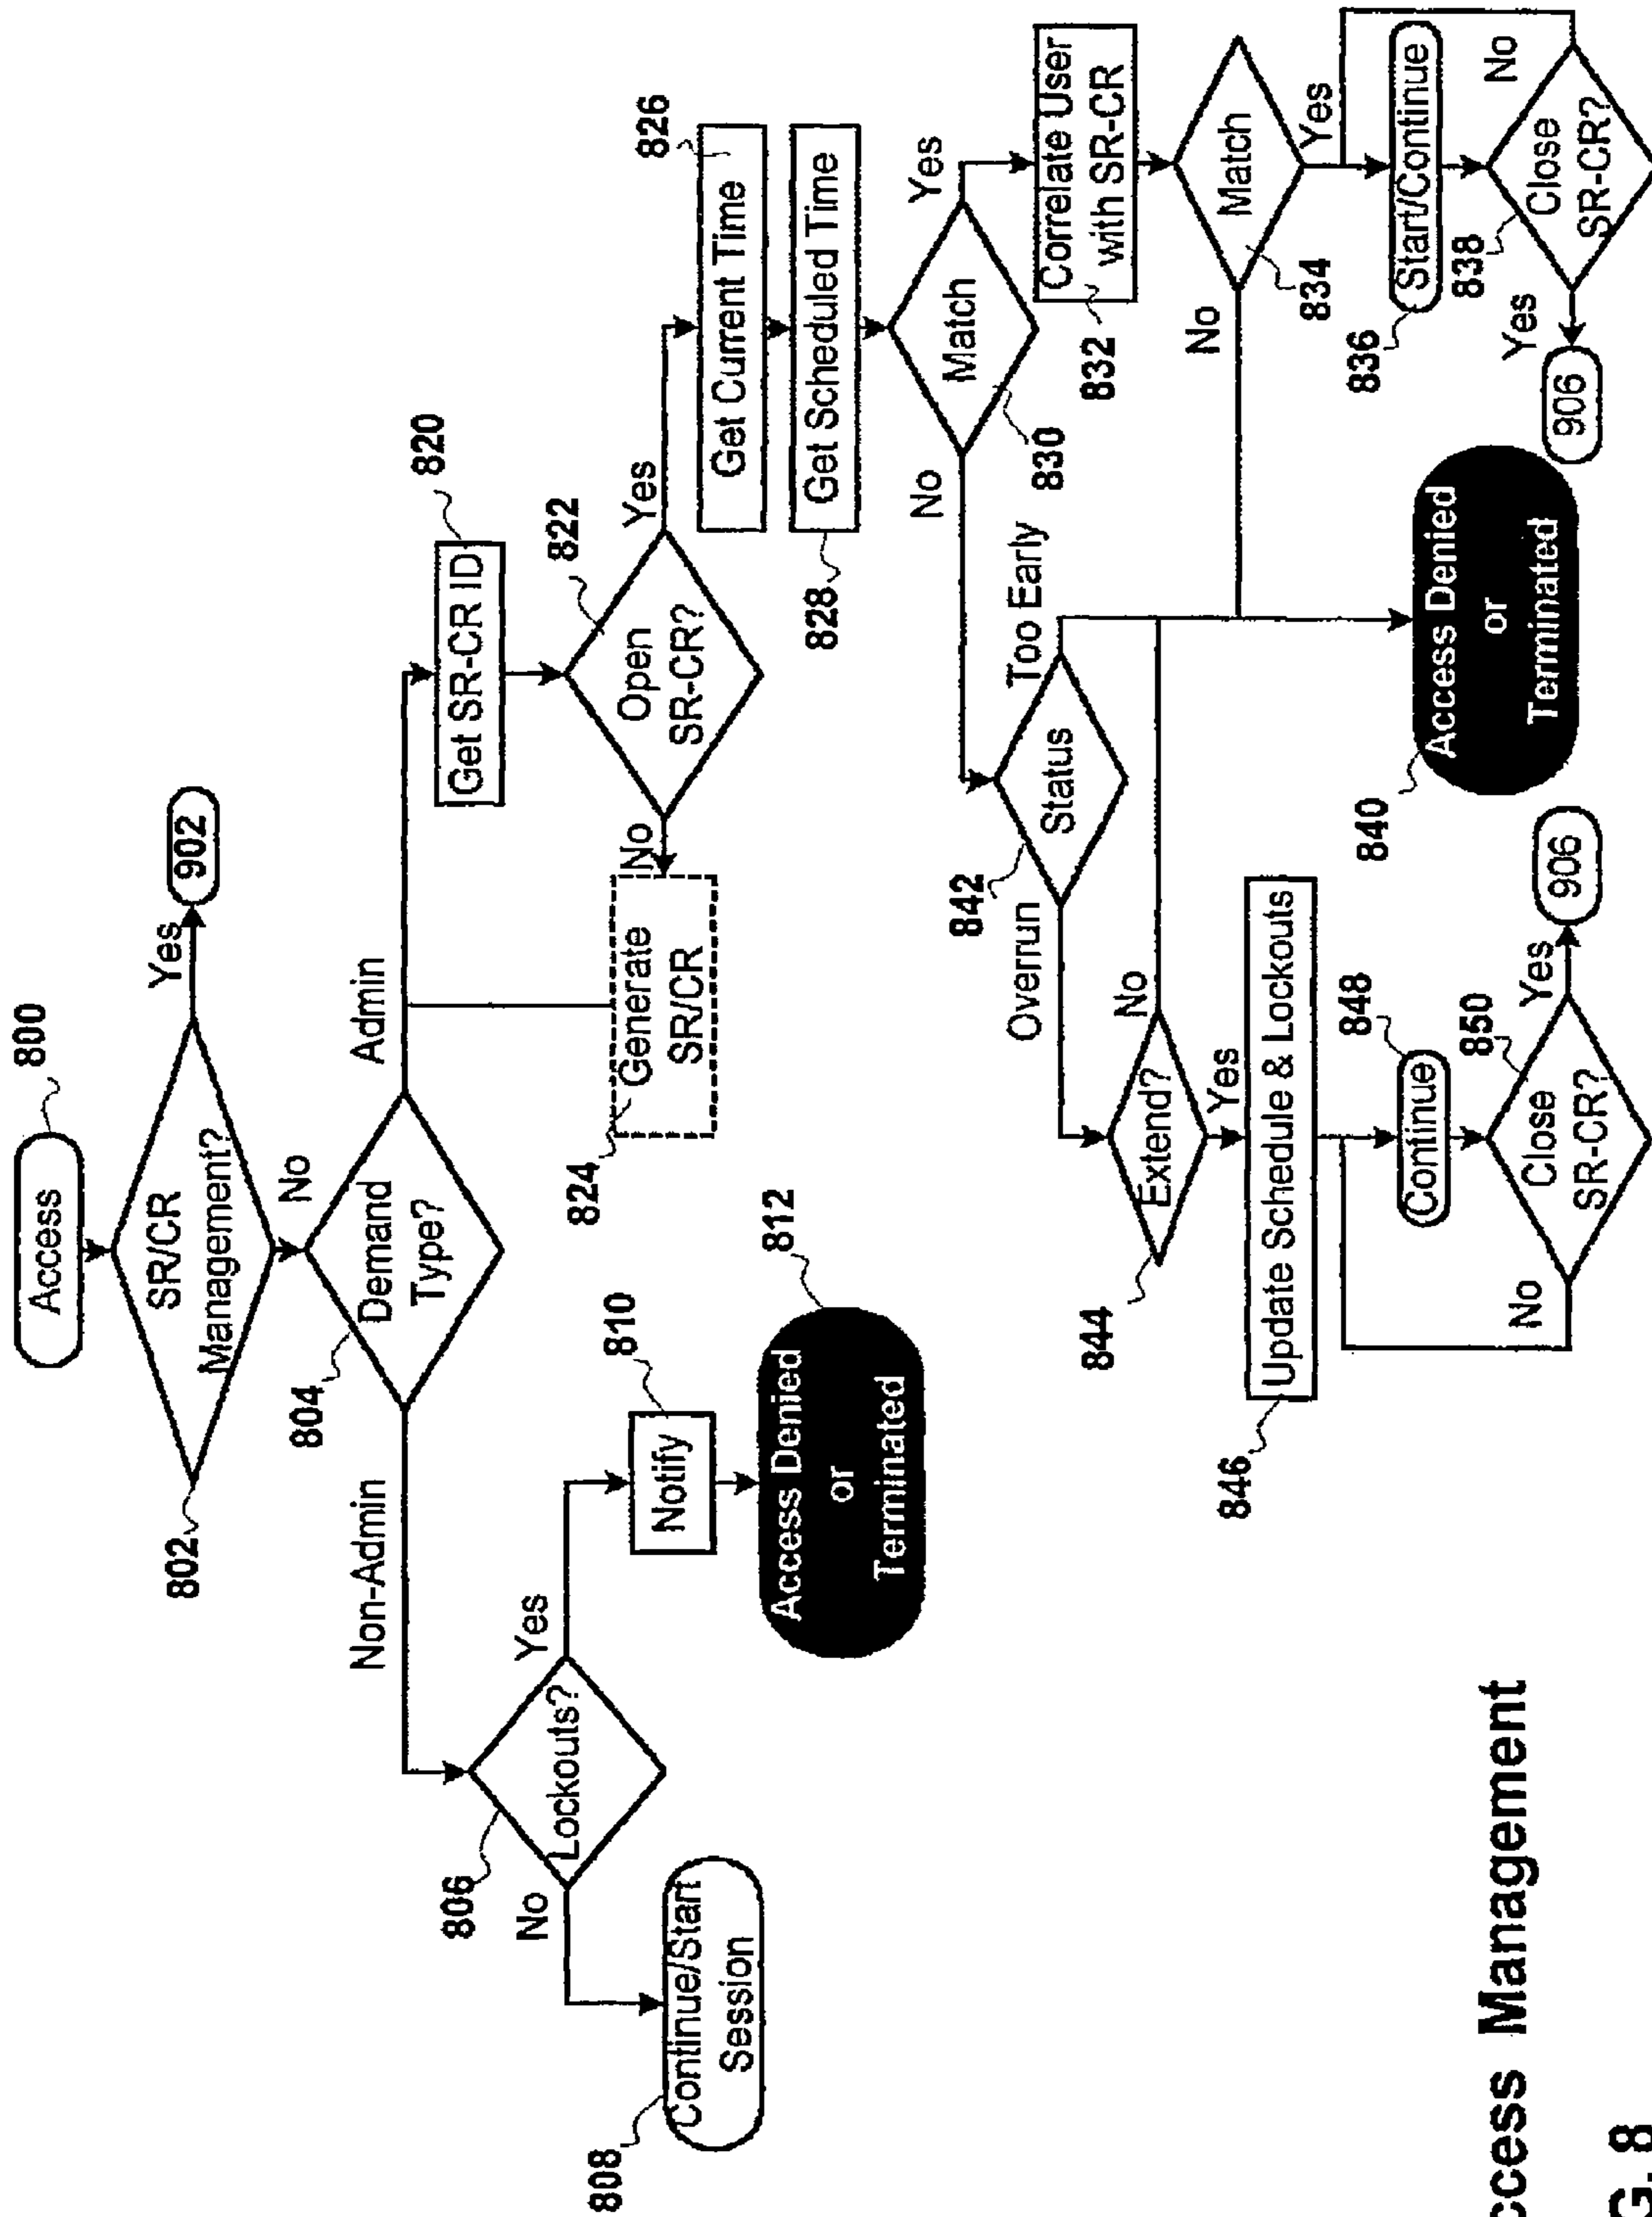 Access
800
SR/CR
Management?
802
Yes
902
No
Demand
Type?
804
Non-Admin
Admin
Lockouts?
806
No
Yes
Continue/Start
Session
808
Notify
810
Access Denied
or
Terminated
812
Get SR-CR ID
820
Open
SR-CR?
822
No
Yes
Generate
SR/CR
824
Get Current Time
826
Get Scheduled Time
828
Match
830
No
Yes
Correlate User
with SR-CR
832
Match
834
No
Yes
Start/Continue
836
Close
SR-CR?
838
No
Yes
906
Status
842
Overrun
Too Early
Access Denied
or
Terminated
840
Extend?
844
No
Yes
Update Schedule & Lockouts
846
Continue
848
Close
SR-CR?
850
No
Yes
906
ccess Management
G. 8